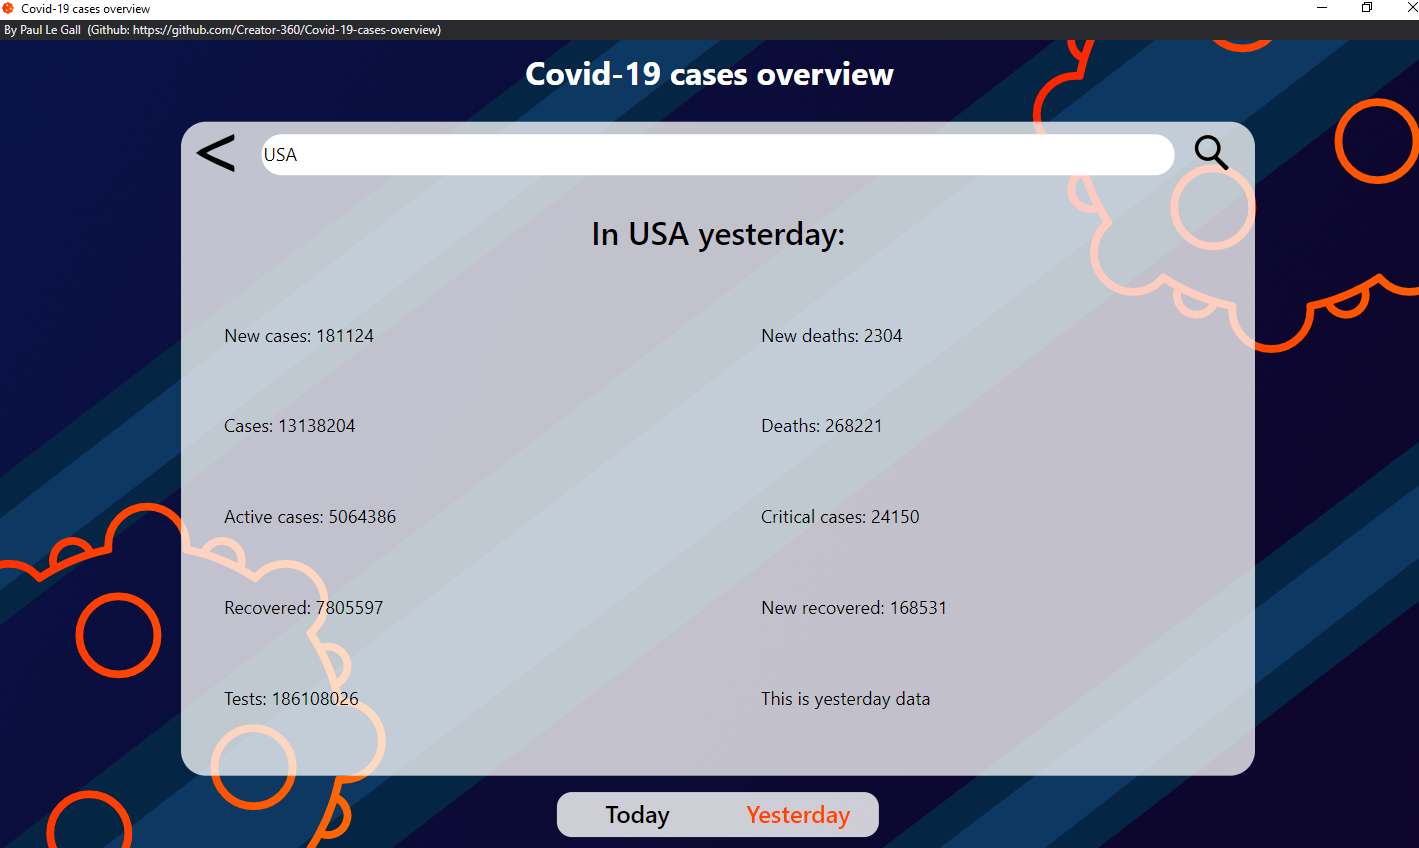 Covid-19 cases overview
By Paul Le Gall (Github: https://github.com/Creator-360/Covid-19-cases-overview)
Covid-19 cases overview
<
USA
In USA yesterday:
New cases: 181124
New deaths: 2304
Cases: 13138204
Deaths: 268221
Active cases: 5064386
Critical cases: 24150
Recovered: 7805597
New recovered: 168531
Tests: 186108026
This is yesterday data
Today
Yesterday